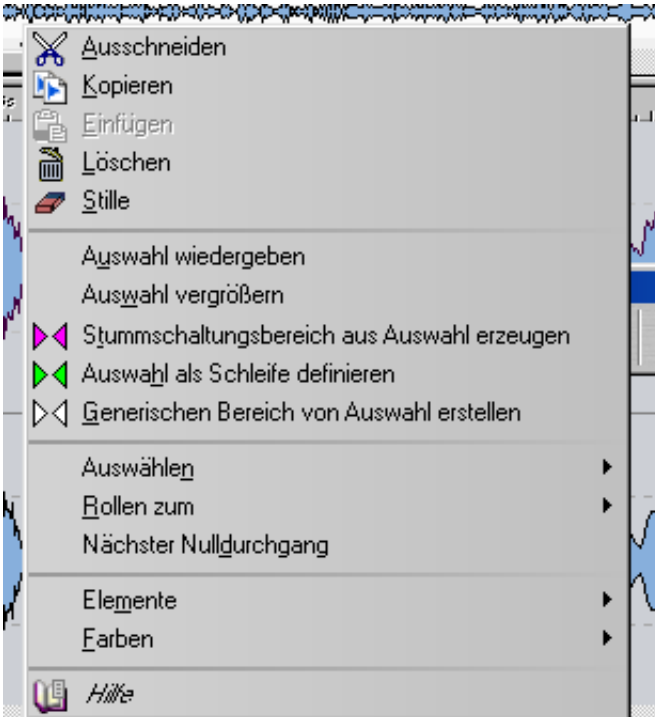 Ausschneiden
Kopieren
Einfügen
Löschen
Stille
Auswahl wiedergeben
Auswahl vergrößern
Stummschaltungsbereich aus Auswahl erzeugen
Auswahl als Schleife definieren
Generischen Bereich von Auswahl erstellen
Auswählen
Rollen zum
Nächster Nulldurchgang
Elemente
Farben
Hilfe